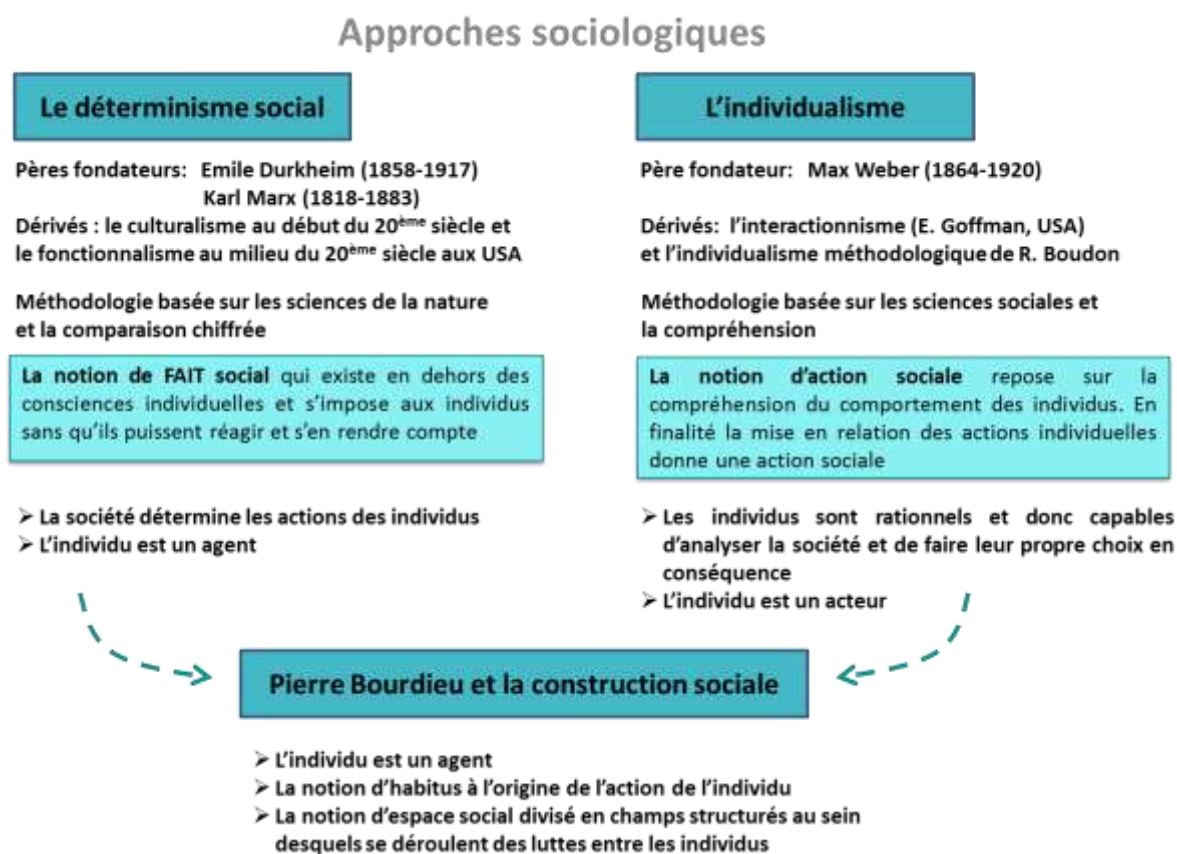 Approches sociologiques
Le déterminisme social
Pères fondateurs: Emile Durkheim (1858-1917)
Karl Marx (1818-1883)
Dérivés : le culturalisme au début du 20ème siècle et
le fonctionnalisme au milieu du 20ème siècle aux USA
Méthodologie basée sur les sciences de la nature
et la comparaison chiffrée
La notion de FAIT social qui existe en dehors des
consciences individuelles et s'impose aux individus
sans qu'ils puissent réagir et s'en rendre compte
➢ La société détermine les actions des individus
➢ L'individu est un agent
L'individualisme
Père fondateur: Max Weber (1864-1920)
Dérivés: l'interactionnisme (E. Goffman, USA)
et l'individualisme méthodologique de R. Boudon
Méthodologie basée sur les sciences sociales et
la compréhension
La notion d'action sociale repose sur la
compréhension du comportement des individus. En
finalité la mise en relation des actions individuelles
donne une action sociale
➢ Les individus sont rationnels et donc capables
d'analyser la société et de faire leur propre choix en
conséquence
➢ L'individu est un acteur
Pierre Bourdieu et la construction sociale
➢ L'individu est un agent
➢ La notion d'habitus à l'origine de l'action de l'individu
➢ La notion d'espace social divisé en champs structurés au sein
desquels se déroulent des luttes entre les individus